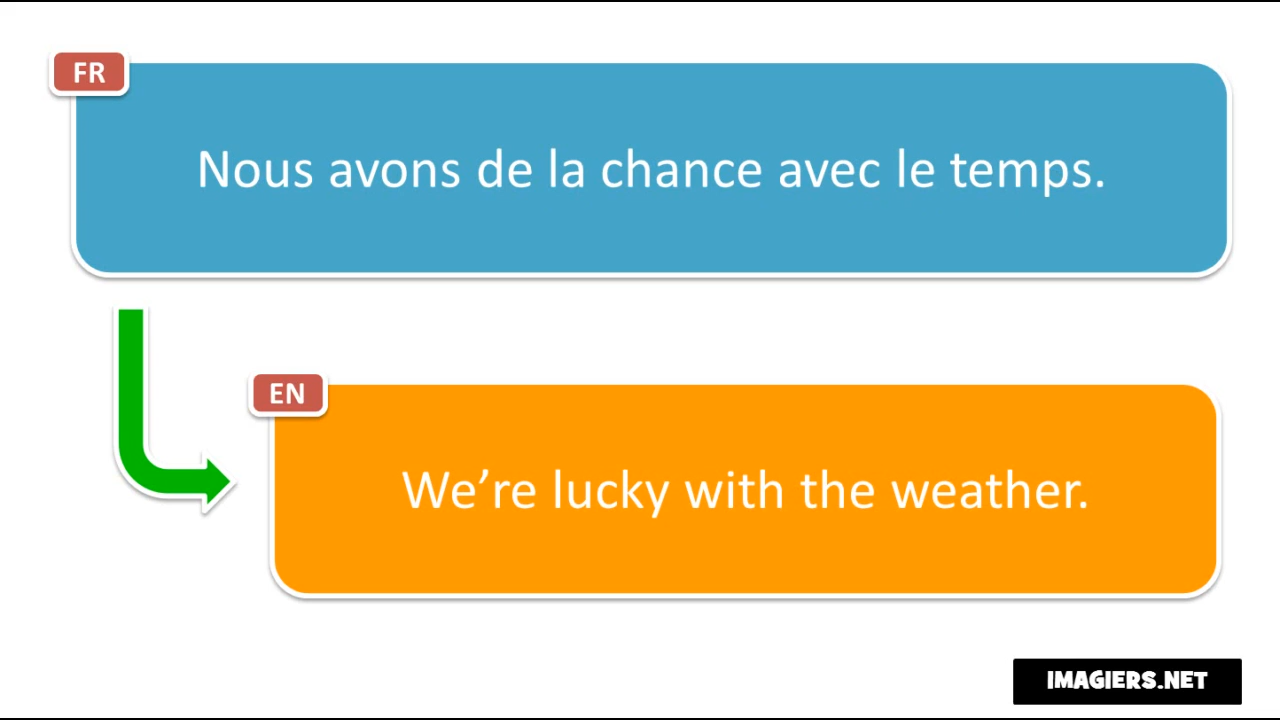 FR
Nous avons de la chance avec le temps.
EN
We’re lucky with the weather.
IMAGIERS.NET